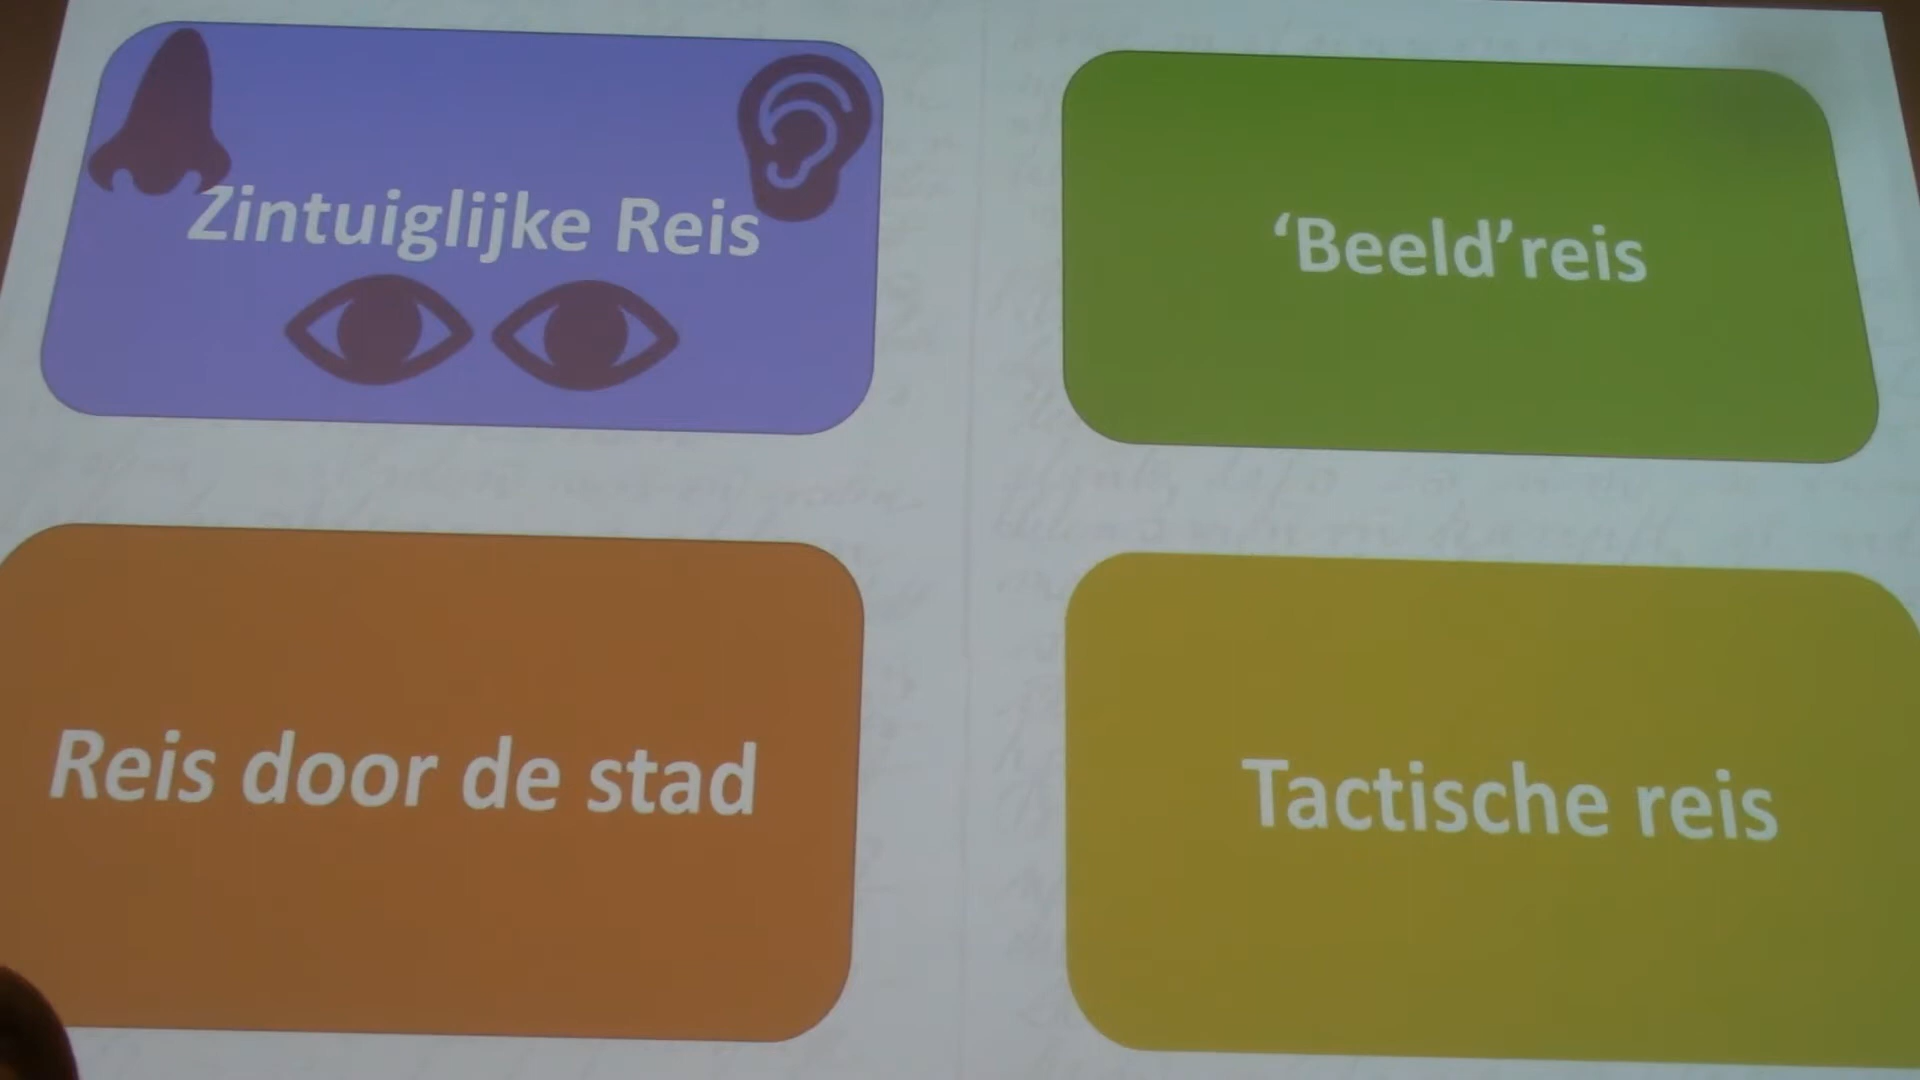 Zintuiglijke Reis
‘Beeld’reis
Reis door de stad
Tactische reis